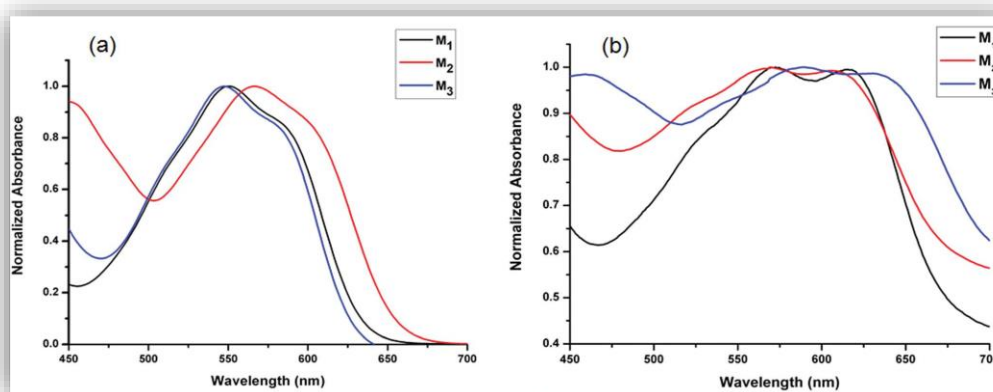 (a)
M1
M2
M3
Normalized Absorbance
1.0
0.8
0.6
0.4
0.2
0.0
450 500 550 600 650 700
Wavelength (nm)
(b)
M
M
M
Normalized Absorbance
1.0
0.9
0.8
0.7
0.6
0.5
0.4
450 500 550 600 650 70
Wavelength (nm)